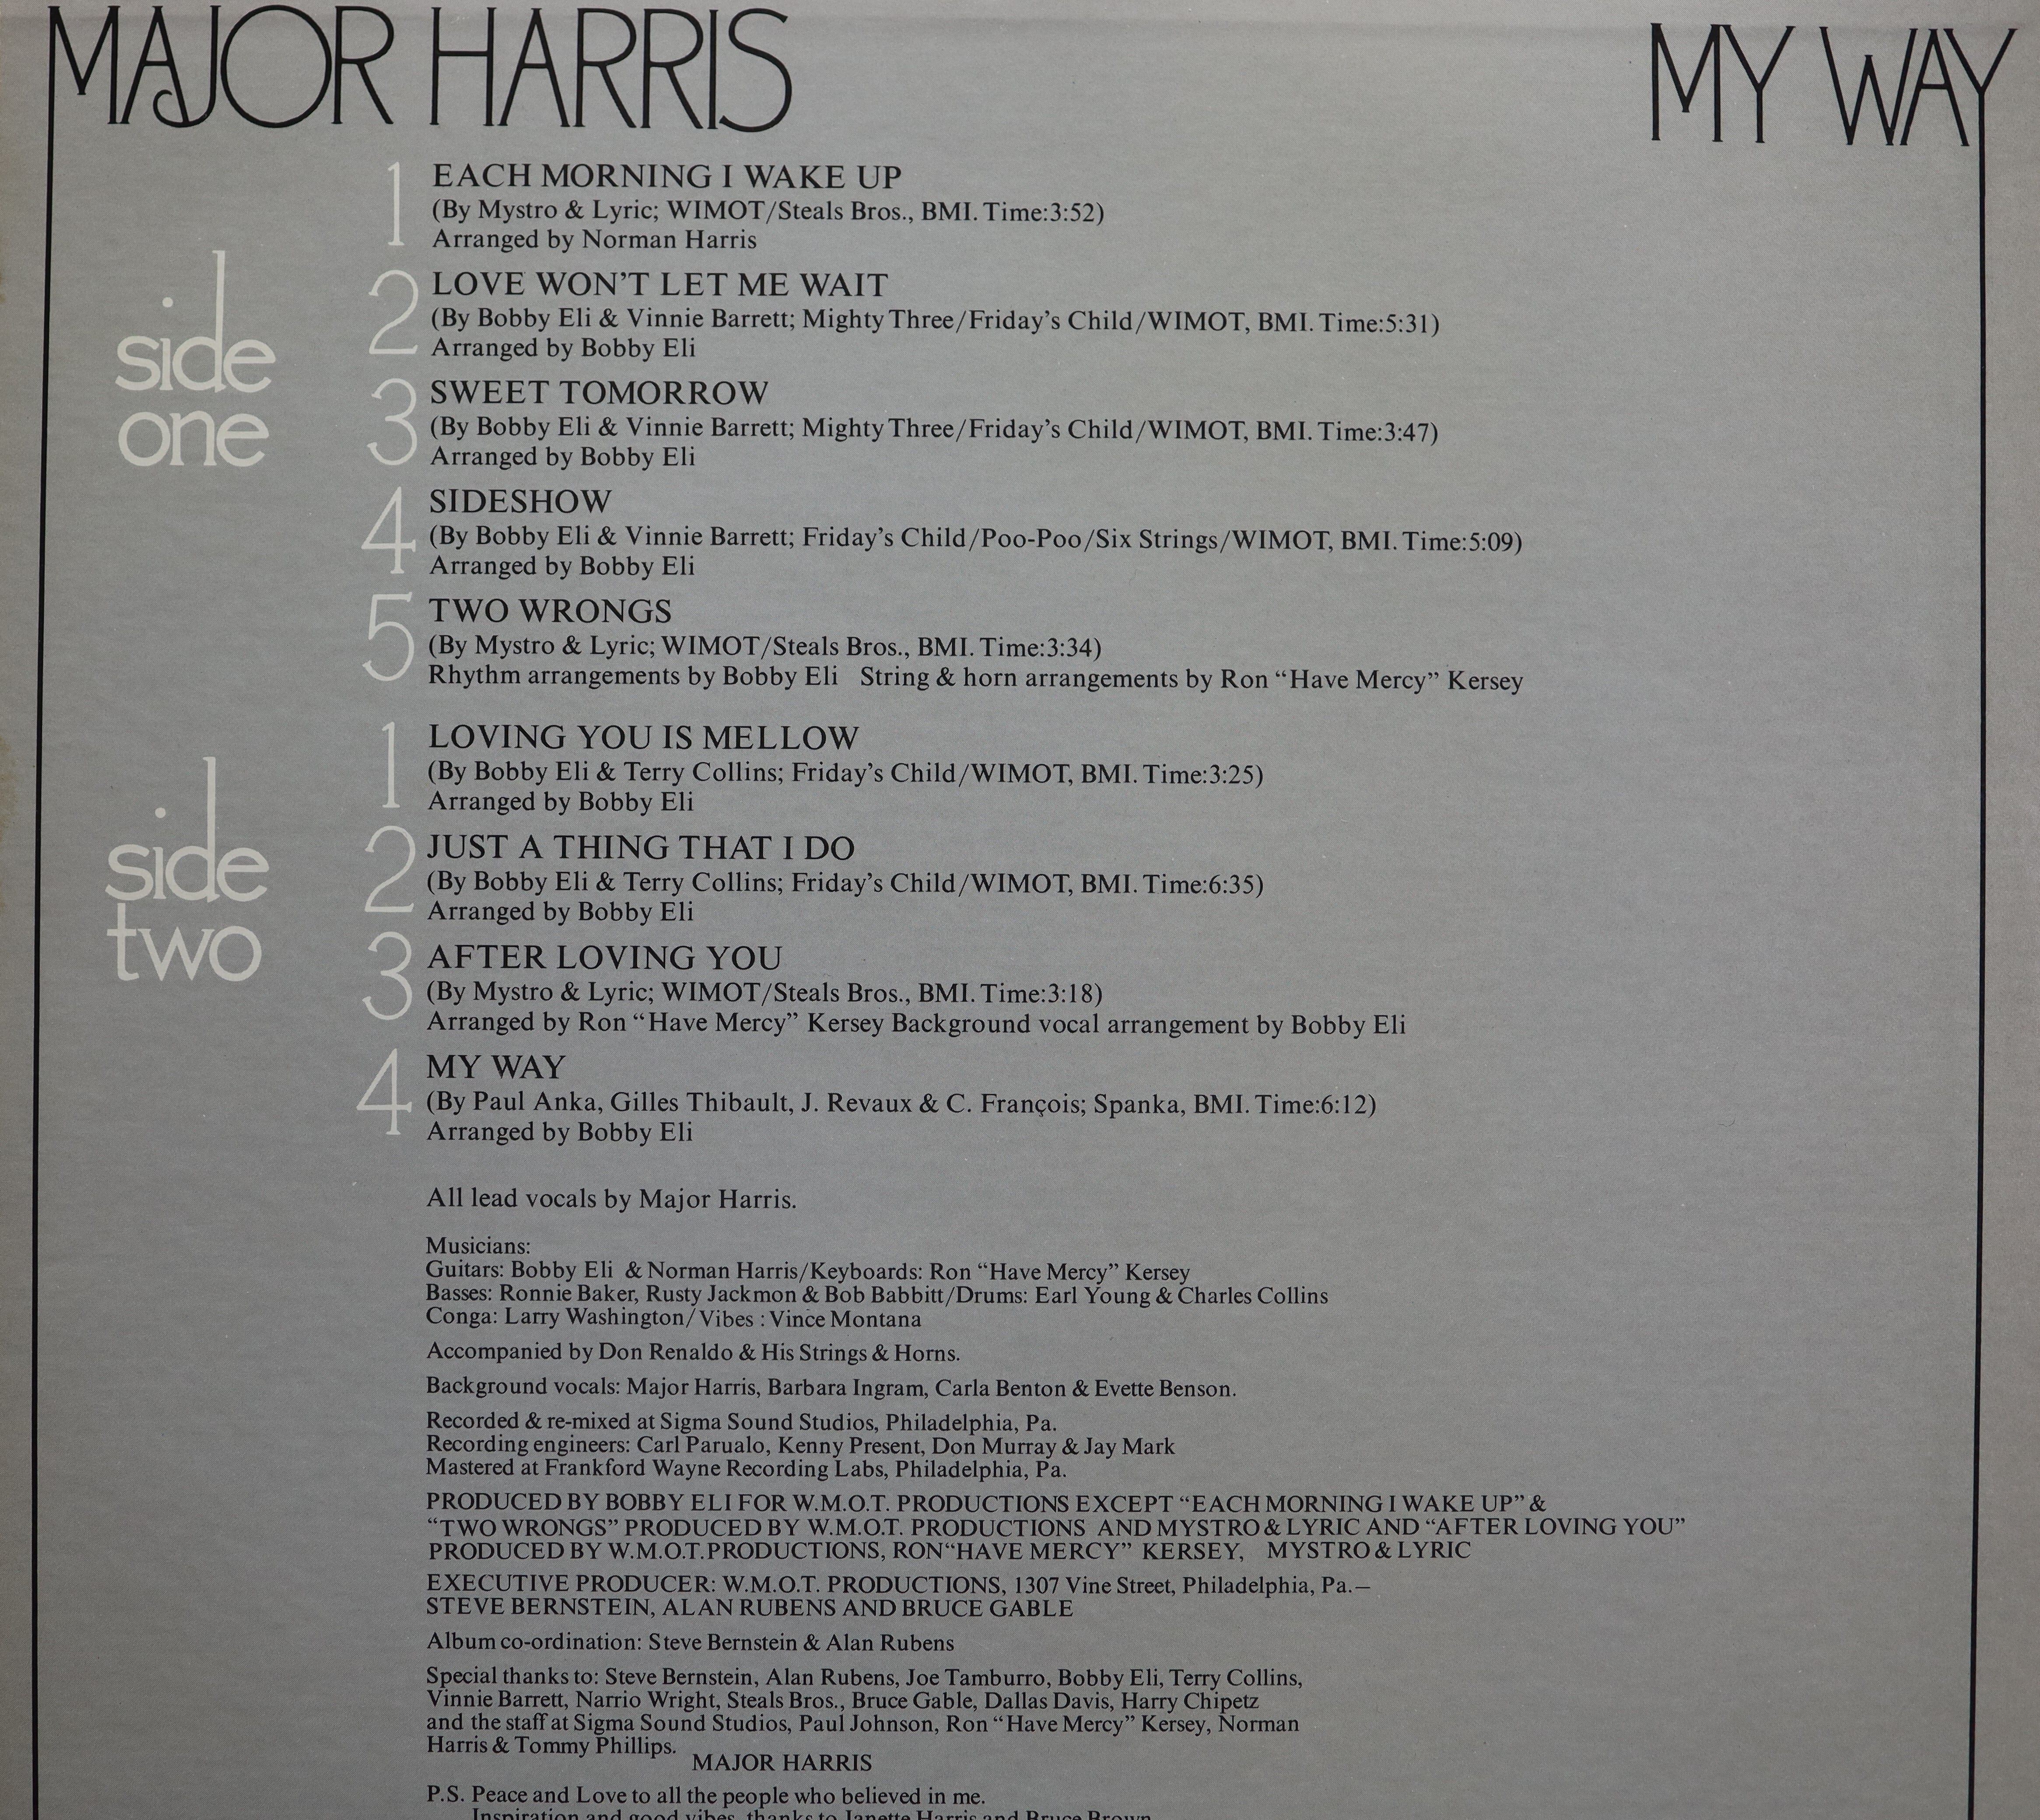 MAJOR HARRIS MY WAY
side one
1 EACH MORNING I WAKE UP
(By Mystro & Lyric; WIMOT/Steals Bros., BMI. Time:3:52)
Arranged by Norman Harris
2 LOVE WON’T LET ME WAIT
(By Bobby Eli & Vinnie Barrett; Mighty Three/Friday’s Child/WIMOT, BMI. Time:5:31)
Arranged by Bobby Eli
3 SWEET TOMORROW
(By Bobby Eli & Vinnie Barrett; Mighty Three/Friday’s Child/WIMOT, BMI. Time:3:47)
Arranged by Bobby Eli
4 SIDESHOW
(By Bobby Eli & Vinnie Barrett; Friday’s Child/Poo-Poo/Six Strings/WIMOT, BMI. Time:5:09)
Arranged by Bobby Eli
5 TWO WRONGS
(By Mystro & Lyric; WIMOT/Steals Bros., BMI. Time:3:34)
Rhythm arrangements by Bobby Eli String & horn arrangements by Ron “Have Mercy” Kersey
side two
1 LOVING YOU IS MELLOW
(By Bobby Eli & Terry Collins; Friday’s Child/WIMOT, BMI. Time:3:25)
Arranged by Bobby Eli
2 JUST A THING THAT I DO
(By Bobby Eli & Terry Collins; Friday’s Child/WIMOT, BMI. Time:6:35)
Arranged by Bobby Eli
3 AFTER LOVING YOU
(By Mystro & Lyric; WIMOT/Steals Bros., BMI. Time:3:18)
Arranged by Ron “Have Mercy” Kersey Background vocal arrangement by Bobby Eli
4 MY WAY
(By Paul Anka, Gilles Thibault, J. Revaux & C. François; Spanka, BMI. Time:6:12)
Arranged by Bobby Eli
All lead vocals by Major Harris.
Musicians:
Guitars: Bobby Eli & Norman Harris/Keyboards: Ron “Have Mercy” Kersey
Basses: Ronnie Baker, Rusty Jackmon & Bob Babbitt/Drums: Earl Young & Charles Collins
Conga: Larry Washington/Vibes : Vince Montana
Accompanied by Don Renaldo & His Strings & Horns.
Background vocals: Major Harris, Barbara Ingram, Carla Benton & Evette Benson.
Recorded & re-mixed at Sigma Sound Studios, Philadelphia, Pa.
Recording engineers: Carl Parualo, Kenny Present, Don Murray & Jay Mark
Mastered at Frankford Wayne Recording Labs, Philadelphia, Pa.
PRODUCED BY BOBBY ELI FOR W.M.O.T. PRODUCTIONS EXCEPT “EACH MORNING I WAKE UP” &
“TWO WRONGS” PRODUCED BY W.M.O.T. PRODUCTIONS AND MYSTRO & LYRIC AND “AFTER LOVING YOU”
PRODUCED BY W.M.O.T. PRODUCTIONS, RON “HAVE MERCY” KERSEY, MYSTRO & LYRIC
EXECUTIVE PRODUCER: W.M.O.T. PRODUCTIONS, 1307 Vine Street, Philadelphia, Pa.—
STEVE BERNSTEIN, ALAN RUBENS AND BRUCE GABLE
Album co-ordination: Steve Bernstein & Alan Rubens
Special thanks to: Steve Bernstein, Alan Rubens, Joe Tamburro, Bobby Eli, Terry Collins,
Vinnie Barrett, Narrio Wright, Steals Bros., Bruce Gable, Dallas Davis, Harry Chipetz
and the staff at Sigma Sound Studios, Paul Johnson, Ron “Have Mercy” Kersey, Norman
Harris & Tommy Phillips.
MAJOR HARRIS
P.S. Peace and Love to all the people who believed in me.
Inspiration and good vibes, thanks to Janette Harris and Bruce Brown